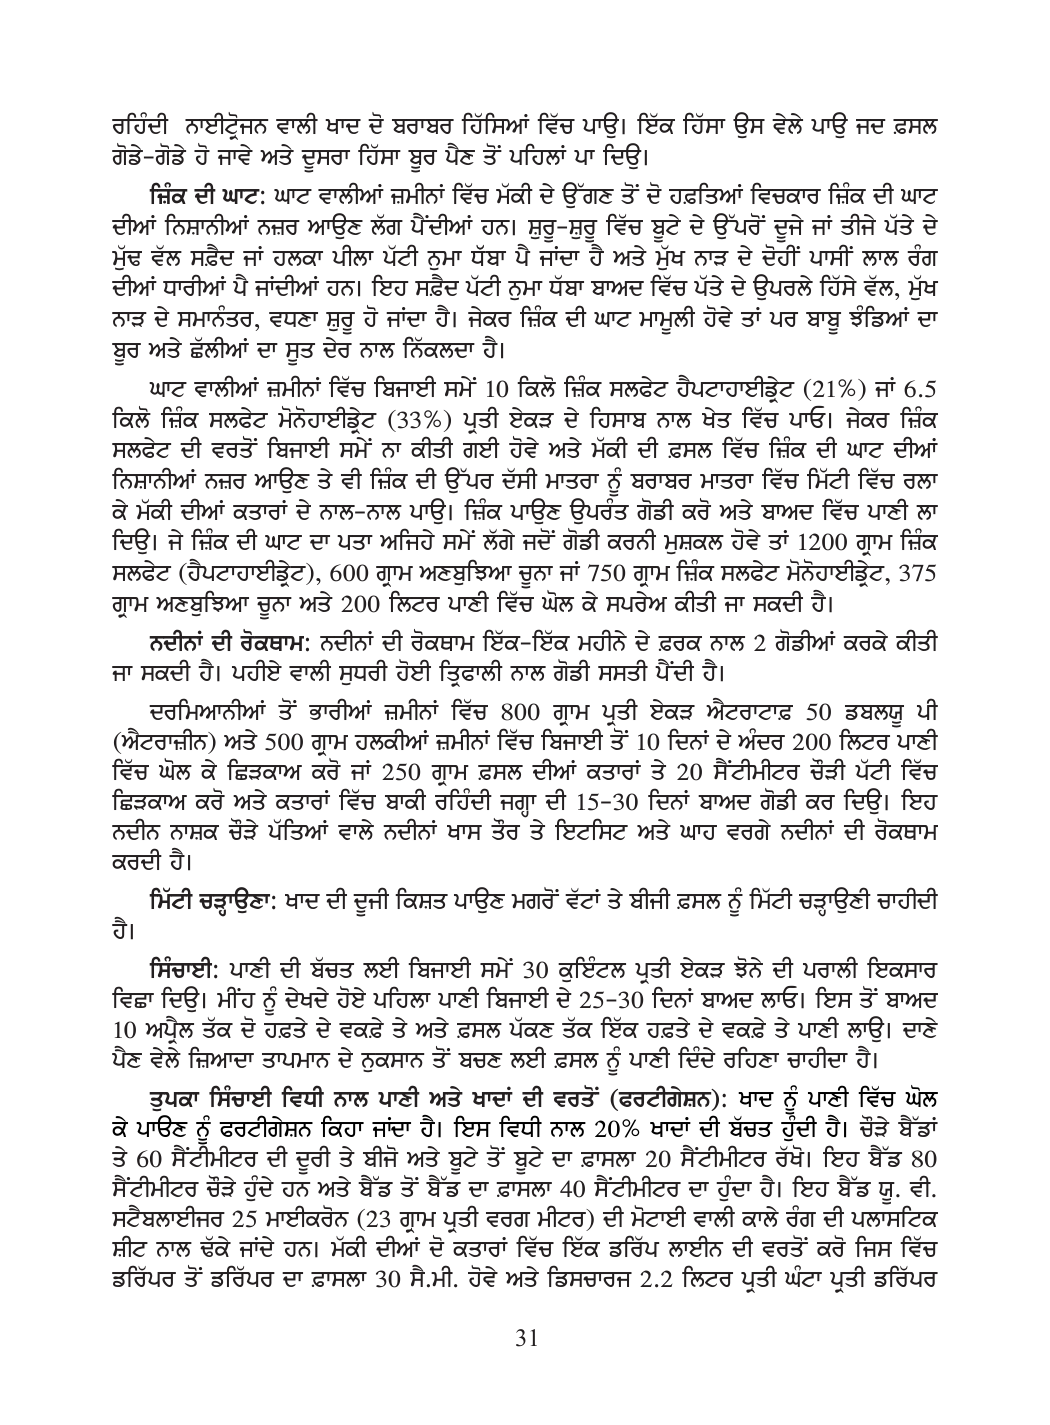 ਰਹਿੰਦੀ ਨਾਈਟ੍ਰੋਜਨ ਵਾਲੀ ਖਾਦ ਦੋ ਬਰਾਬਰ ਹਿੱਸਿਆਂ ਵਿੱਚ ਪਾਉ। ਇੱਕ ਹਿੱਸਾ ਉਸ ਵੇਲੇ ਪਾਉ ਜਦ ਫ਼ਸਲ
ਗੋਡੇ-ਗੋਡੇ ਹੋ ਜਾਵੇ ਅਤੇ ਦੂਸਰਾ ਹਿੱਸਾ ਬੂਰ ਪੈਣ ਤੋਂ ਪਹਿਲਾਂ ਪਾ ਦਿਉ।
ਜ਼ਿੰਕ ਦੀ ਘਾਟ: ਘਾਟ ਵਾਲੀਆਂ ਜ਼ਮੀਨਾਂ ਵਿੱਚ ਮੱਕੀ ਦੇ ਉੱਗਣ ਤੋਂ ਦੋ ਹਫ਼ਤਿਆਂ ਵਿਚਕਾਰ ਜ਼ਿੰਕ ਦੀ ਘਾਟ
ਦੀਆਂ ਨਿਸ਼ਾਨੀਆਂ ਨਜ਼ਰ ਆਉਣ ਲੱਗ ਪੈਂਦੀਆਂ ਹਨ। ਸ਼ੁਰੂ-ਸ਼ੁਰੂ ਵਿੱਚ ਬੂਟੇ ਦੇ ਉੱਪਰੋਂ ਦੂਜੇ ਜਾਂ ਤੀਜੇ ਪੱਤੇ ਦੇ
ਮੁੱਢ ਵੱਲ ਸਫ਼ੈਦ ਜਾਂ ਹਲਕਾ ਪੀਲਾ ਪੱਟੀ ਨੁਮਾ ਧੱਬਾ ਪੈ ਜਾਂਦਾ ਹੈ ਅਤੇ ਮੁੱਖ ਨਾੜ ਦੇ ਦੋਹੀਂ ਪਾਸੀਂ ਲਾਲ ਰੰਗ
ਦੀਆਂ ਧਾਰੀਆਂ ਪੈ ਜਾਂਦੀਆਂ ਹਨ। ਇਹ ਸਫ਼ੈਦ ਪੱਟੀ ਨੁਮਾ ਧੱਬਾ ਬਾਅਦ ਵਿੱਚ ਪੱਤੇ ਦੇ ਉਪਰਲੇ ਹਿੱਸੇ ਵੱਲ, ਮੁੱਖ
ਨਾੜ ਦੇ ਸਮਾਨੰਤਰ, ਵਧਣਾ ਸ਼ੁਰੂ ਹੋ ਜਾਂਦਾ ਹੈ। ਜੇਕਰ ਜ਼ਿੰਕ ਦੀ ਘਾਟ ਮਾਮੂਲੀ ਹੋਵੇ ਤਾਂ ਪਰ ਬਾਬੂ ਝੰਡਿਆਂ ਦਾ
ਬੂਰ ਅਤੇ ਛੱਲੀਆਂ ਦਾ ਸੂਤ ਦੇਰ ਨਾਲ ਨਿੱਕਲਦਾ ਹੈ।
ਘਾਟ ਵਾਲੀਆਂ ਜ਼ਮੀਨਾਂ ਵਿੱਚ ਬਿਜਾਈ ਸਮੇਂ 10 ਕਿਲੋ ਜ਼ਿੰਕ ਸਲਫੇਟ ਹੈਪਟਾਹਾਈਡ੍ਰੇਟ (21%) ਜਾਂ 6.5
ਕਿਲੋ ਜ਼ਿੰਕ ਸਲਫੇਟ ਮੋਨੋਹਾਈਡ੍ਰੇਟ (33%) ਪ੍ਰਤੀ ਏਕੜ ਦੇ ਹਿਸਾਬ ਨਾਲ ਖੇਤ ਵਿੱਚ ਪਾਓ। ਜੇਕਰ ਜ਼ਿੰਕ
ਸਲਫੇਟ ਦੀ ਵਰਤੋਂ ਬਿਜਾਈ ਸਮੇਂ ਨਾ ਕੀਤੀ ਗਈ ਹੋਵੇ ਅਤੇ ਮੱਕੀ ਦੀ ਫ਼ਸਲ ਵਿੱਚ ਜ਼ਿੰਕ ਦੀ ਘਾਟ ਦੀਆਂ
ਨਿਸ਼ਾਨੀਆਂ ਨਜ਼ਰ ਆਉਣ ਤੇ ਵੀ ਜ਼ਿੰਕ ਦੀ ਉੱਪਰ ਦੱਸੀ ਮਾਤਰਾ ਨੂੰ ਬਰਾਬਰ ਮਾਤਰਾ ਵਿੱਚ ਮਿੱਟੀ ਵਿੱਚ ਰਲਾ
ਕੇ ਮੱਕੀ ਦੀਆਂ ਕਤਾਰਾਂ ਦੇ ਨਾਲ-ਨਾਲ ਪਾਉ। ਜ਼ਿੰਕ ਪਾਉਣ ਉਪਰੰਤ ਗੋਡੀ ਕਰੋ ਅਤੇ ਬਾਅਦ ਵਿੱਚ ਪਾਣੀ ਲਾ
ਦਿਉ। ਜੇ ਜ਼ਿੰਕ ਦੀ ਘਾਟ ਦਾ ਪਤਾ ਅਜਿਹੇ ਸਮੇਂ ਲੱਗੇ ਜਦੋਂ ਗੋਡੀ ਕਰਨੀ ਮੁਸ਼ਕਲ ਹੋਵੇ ਤਾਂ 1200 ਗ੍ਰਾਮ ਜ਼ਿੰਕ
ਸਲਫੇਟ (ਹੈਪਟਾਹਾਈਡ੍ਰੇਟ), 600 ਗ੍ਰਾਮ ਅਣਬੁਝਿਆ ਚੂਨਾ ਜਾਂ 750 ਗ੍ਰਾਮ ਜ਼ਿੰਕ ਸਲਫੇਟ ਮੋਨੋਹਾਈਡ੍ਰੇਟ, 375
ਗ੍ਰਾਮ ਅਣਬੁਝਿਆ ਚੂਨਾ ਅਤੇ 200 ਲਿਟਰ ਪਾਣੀ ਵਿੱਚ ਘੋਲ ਕੇ ਸਪਰੇਅ ਕੀਤੀ ਜਾ ਸਕਦੀ ਹੈ।
ਨਦੀਨਾਂ ਦੀ ਰੋਕਥਾਮ: ਨਦੀਨਾਂ ਦੀ ਰੋਕਥਾਮ ਇੱਕ-ਇੱਕ ਮਹੀਨੇ ਦੇ ਫ਼ਰਕ ਨਾਲ 2 ਗੋਡੀਆਂ ਕਰਕੇ ਕੀਤੀ
ਜਾ ਸਕਦੀ ਹੈ। ਪਹੀਏ ਵਾਲੀ ਸੁਧਰੀ ਹੋਈ ਤ੍ਰਿਫਾਲੀ ਨਾਲ ਗੋਡੀ ਸਸਤੀ ਪੈਂਦੀ ਹੈ।
ਦਰਮਿਆਨੀਆਂ ਤੋਂ ਭਾਰੀਆਂ ਜ਼ਮੀਨਾਂ ਵਿੱਚ 800 ਗ੍ਰਾਮ ਪ੍ਰਤੀ ਏਕੜ ਐਟਰਾਟਾਫ਼ 50 ਡਬਲਯੂ ਪੀ
(ਐਟਰਾਜ਼ੀਨ) ਅਤੇ 500 ਗ੍ਰਾਮ ਹਲਕੀਆਂ ਜ਼ਮੀਨਾਂ ਵਿੱਚ ਬਿਜਾਈ ਤੋਂ 10 ਦਿਨਾਂ ਦੇ ਅੰਦਰ 200 ਲਿਟਰ ਪਾਣੀ
ਵਿੱਚ ਘੋਲ ਕੇ ਛਿੜਕਾਅ ਕਰੋ ਜਾਂ 250 ਗ੍ਰਾਮ ਫ਼ਸਲ ਦੀਆਂ ਕਤਾਰਾਂ ਤੇ 20 ਸੈਂਟੀਮੀਟਰ ਚੌੜੀ ਪੱਟੀ ਵਿੱਚ
ਛਿੜਕਾਅ ਕਰੋ ਅਤੇ ਕਤਾਰਾਂ ਵਿੱਚ ਬਾਕੀ ਰਹਿੰਦੀ ਜਗ੍ਹਾ ਦੀ 15-30 ਦਿਨਾਂ ਬਾਅਦ ਗੋਡੀ ਕਰ ਦਿਉ। ਇਹ
ਨਦੀਨ ਨਾਸ਼ਕ ਚੌੜੇ ਪੱਤਿਆਂ ਵਾਲੇ ਨਦੀਨਾਂ ਖਾਸ ਤੌਰ ਤੇ ਇਟਸਿਟ ਅਤੇ ਘਾਹ ਵਰਗੇ ਨਦੀਨਾਂ ਦੀ ਰੋਕਥਾਮ
ਕਰਦੀ ਹੈ।
ਮਿੱਟੀ ਚੜ੍ਹਾਉਣਾ: ਖਾਦ ਦੀ ਦੂਜੀ ਕਿਸ਼ਤ ਪਾਉਣ ਮਗਰੋਂ ਵੱਟਾਂ ਤੇ ਬੀਜੀ ਫ਼ਸਲ ਨੂੰ ਮਿੱਟੀ ਚੜ੍ਹਾਉਣੀ ਚਾਹੀਦੀ
ਹੈ।
ਸਿੰਚਾਈ: ਪਾਣੀ ਦੀ ਬੱਚਤ ਲਈ ਬਿਜਾਈ ਸਮੇਂ 30 ਕੁਇੰਟਲ ਪ੍ਰਤੀ ਏਕੜ ਝੋਨੇ ਦੀ ਪਰਾਲੀ ਇਕਸਾਰ
ਵਿਛਾ ਦਿਉ। ਮੀਂਹ ਨੂੰ ਦੇਖਦੇ ਹੋਏ ਪਹਿਲਾ ਪਾਣੀ ਬਿਜਾਈ ਦੇ 25-30 ਦਿਨਾਂ ਬਾਅਦ ਲਾਓ। ਇਸ ਤੋਂ ਬਾਅਦ
10 ਅਪ੍ਰੈਲ ਤੱਕ ਦੋ ਹਫ਼ਤੇ ਦੇ ਵਕਫ਼ੇ ਤੇ ਅਤੇ ਫ਼ਸਲ ਪੱਕਣ ਤੱਕ ਇੱਕ ਹਫ਼ਤੇ ਦੇ ਵਕਫ਼ੇ ਤੇ ਪਾਣੀ ਲਾਉ। ਦਾਣੇ
ਪੈਣ ਵੇਲੇ ਜ਼ਿਆਦਾ ਤਾਪਮਾਨ ਦੇ ਨੁਕਸਾਨ ਤੋਂ ਬਚਣ ਲਈ ਫ਼ਸਲ ਨੂੰ ਪਾਣੀ ਦਿੰਦੇ ਰਹਿਣਾ ਚਾਹੀਦਾ ਹੈ।
ਤੁਪਕਾ ਸਿੰਚਾਈ ਵਿਧੀ ਨਾਲ ਪਾਣੀ ਅਤੇ ਖਾਦਾਂ ਦੀ ਵਰਤੋਂ (ਫਰਟੀਗੇਸ਼ਨ): ਖਾਦ ਨੂੰ ਪਾਣੀ ਵਿੱਚ ਘੋਲ
ਕੇ ਪਾਉਣ ਨੂੰ ਫਰਟੀਗੇਸ਼ਨ ਕਿਹਾ ਜਾਂਦਾ ਹੈ। ਇਸ ਵਿਧੀ ਨਾਲ 20% ਖਾਦਾਂ ਦੀ ਬੱਚਤ ਹੁੰਦੀ ਹੈ। ਚੌੜੇ ਬੈੱਡਾਂ
ਤੇ 60 ਸੈਂਟੀਮੀਟਰ ਦੀ ਦੂਰੀ ਤੇ ਬੀਜੋ ਅਤੇ ਬੂਟੇ ਤੋਂ ਬੂਟੇ ਦਾ ਫ਼ਾਸਲਾ 20 ਸੈਂਟੀਮੀਟਰ ਰੱਖੋ। ਇਹ ਬੈੱਡ 80
ਸੈਂਟੀਮੀਟਰ ਚੌੜੇ ਹੁੰਦੇ ਹਨ ਅਤੇ ਬੈੱਡ ਤੋਂ ਬੈੱਡ ਦਾ ਫ਼ਾਸਲਾ 40 ਸੈਂਟੀਮੀਟਰ ਦਾ ਹੁੰਦਾ ਹੈ। ਇਹ ਬੈੱਡ ਯੂ. ਵੀ.
ਸਟੈਬਲਾਈਜਰ 25 ਮਾਈਕਰੋਨ (23 ਗ੍ਰਾਮ ਪ੍ਰਤੀ ਵਰਗ ਮੀਟਰ) ਦੀ ਮੋਟਾਈ ਵਾਲੀ ਕਾਲੇ ਰੰਗ ਦੀ ਪਲਾਸਟਿਕ
ਸ਼ੀਟ ਨਾਲ ਢੱਕੇ ਜਾਂਦੇ ਹਨ। ਮੱਕੀ ਦੀਆਂ ਦੋ ਕਤਾਰਾਂ ਵਿੱਚ ਇੱਕ ਡਰਿੱਪ ਲਾਈਨ ਦੀ ਵਰਤੋਂ ਕਰੋ ਜਿਸ ਵਿੱਚ
ਡਰਿੱਪਰ ਤੋਂ ਡਰਿੱਪਰ ਦਾ ਫ਼ਾਸਲਾ 30 ਸੈ.ਮੀ. ਹੋਵੇ ਅਤੇ ਡਿਸਚਾਰਜ 2.2 ਲਿਟਰ ਪ੍ਰਤੀ ਘੰਟਾ ਪ੍ਰਤੀ ਡਰਿੱਪਰ
31